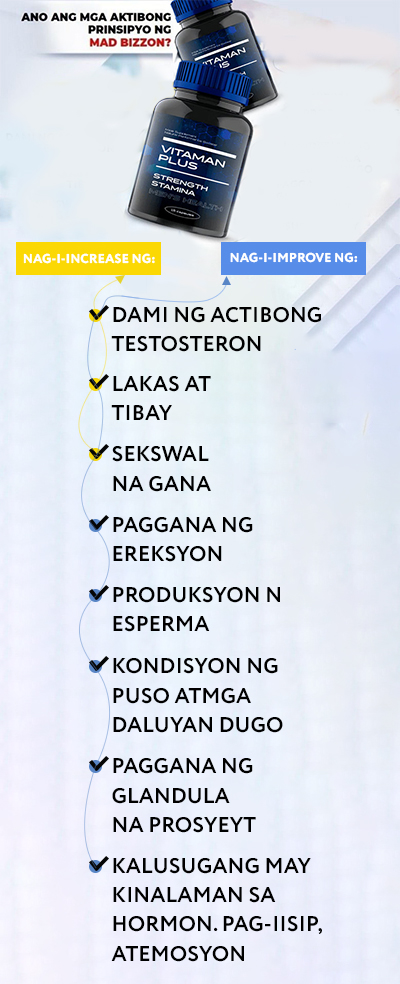 ANO ANG MGA AKTIBONG
PRINSIPYO NG
MAD BIZZON?
VITAMAN
PLUS
VITAMAN
PLUS
STRENGTH
STAMINA
MEN'S HEALTH
NAG-I-INCREASE NG:
NAG-I-IMPROVE NG:
DAMI NG ACTIBONG
TESTOSTERON
LAKAS AT
TIBAY
SEKSWAL
NA GANA
PAGGANA NG
EREKSYON
PRODUKSYON N
ESPERMA
KONDISYON NG
PUSO ATMGA
DALUYAN DUGO
PAGGANA NG
GLANDULA
NA PROSYEYT
KALUSUGANG MAY
KINALAMAN SA
HORMON. PAG-IISIP,
ATEMOSYON